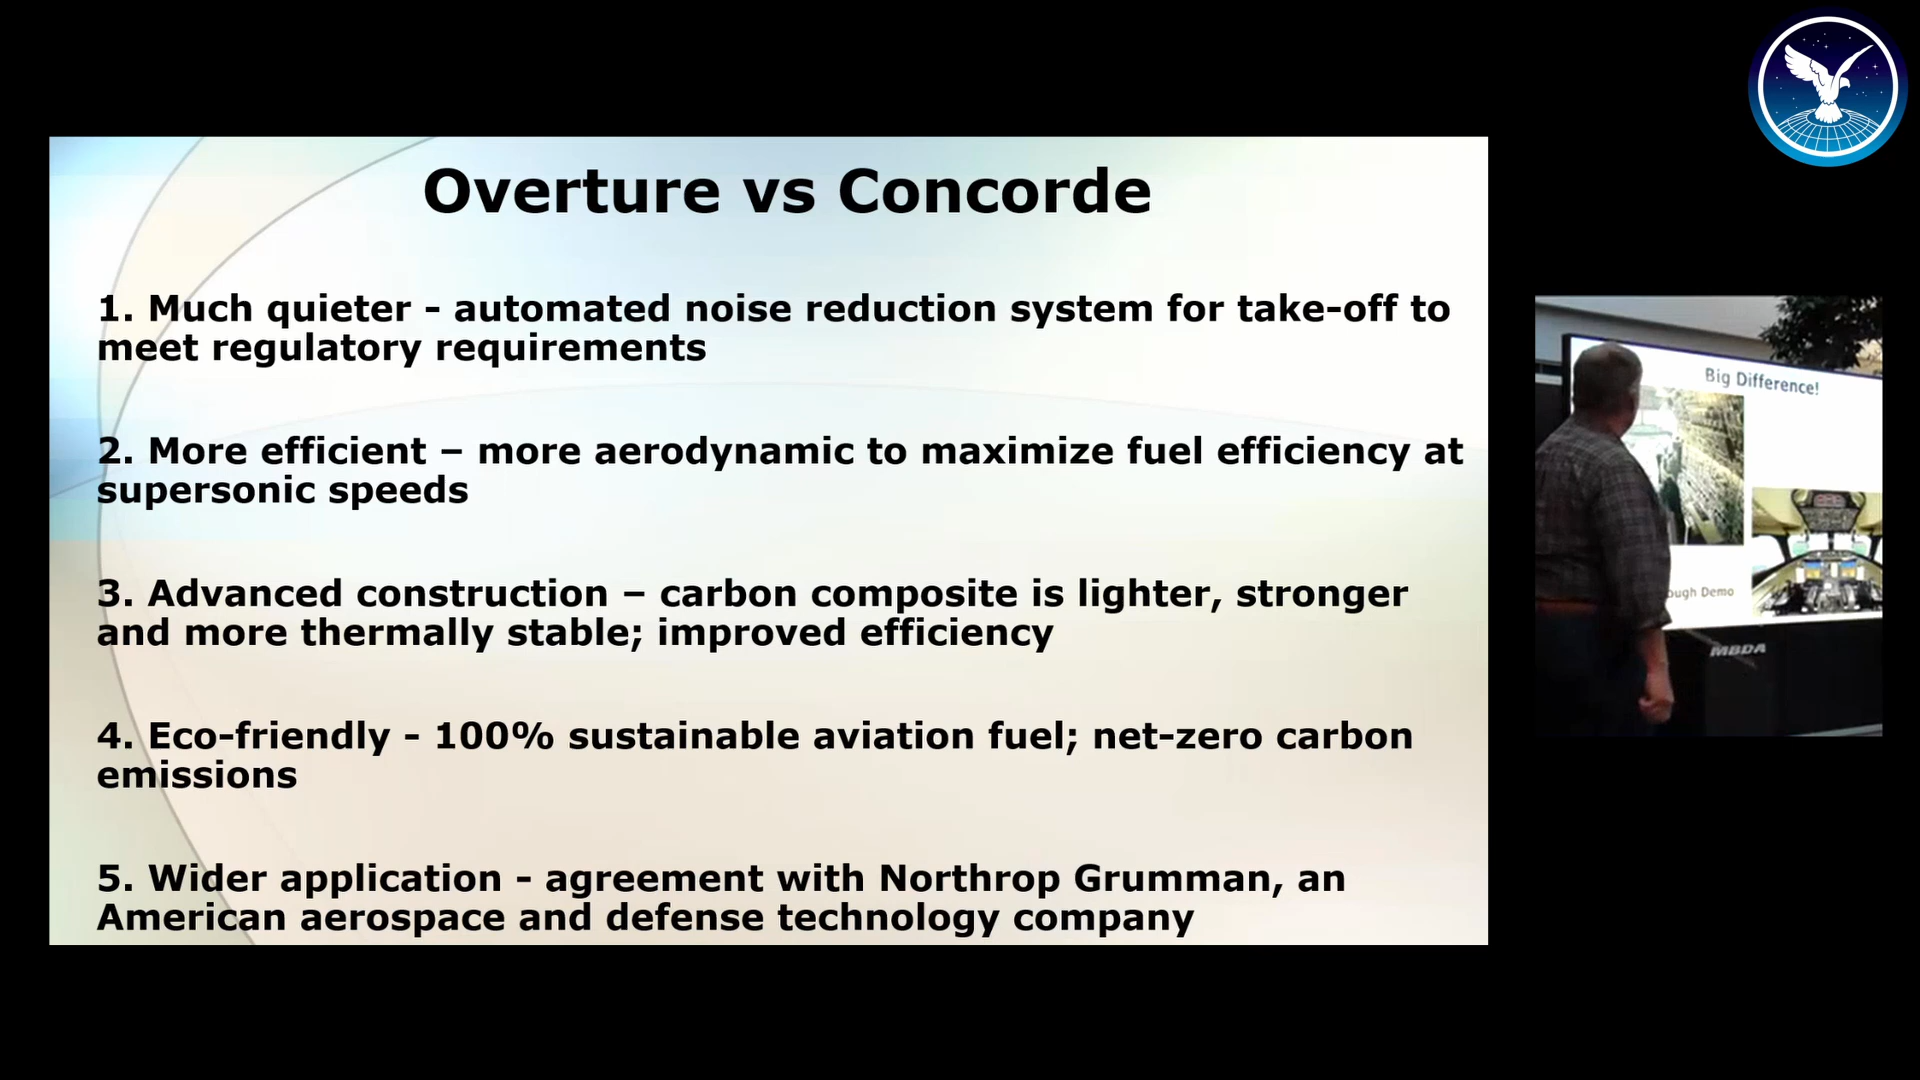 Overture vs Concorde
1. Much quieter - automated noise reduction system for take-off to
meet regulatory requirements
2. More efficient – more aerodynamic to maximize fuel efficiency at
supersonic speeds
3. Advanced construction – carbon composite is lighter, stronger
and more thermally stable; improved efficiency
4. Eco-friendly - 100% sustainable aviation fuel; net-zero carbon
emissions
5. Wider application - agreement with Northrop Grumman, an
American aerospace and defense technology company
Big Difference!
Demo
MBDA